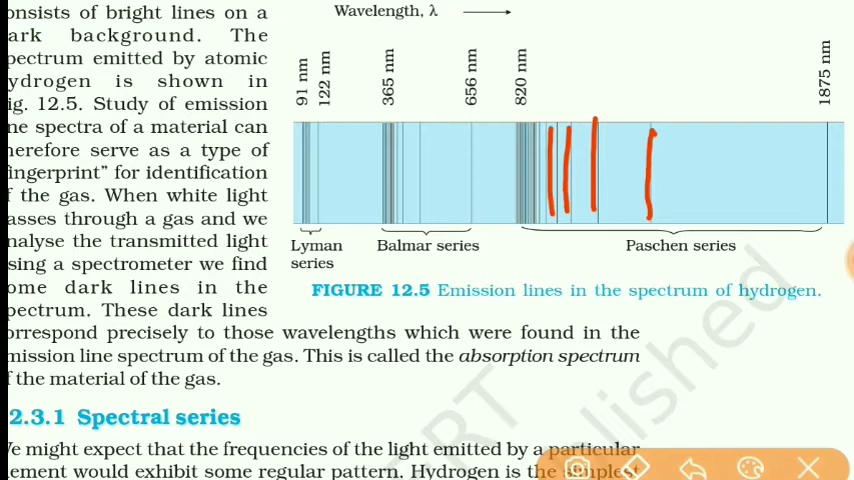 onsists of bright lines on a
ark background. The
pectrum emitted by atomic
ydrogen is shown in
ig. 12.5. Study of emission
ne spectra of a material can
herefore serve as a type of
fingerprint” for identification
f the gas. When white light
asses through a gas and we
nalyse the transmitted light
sing a spectrometer we find
ome dark lines in the
pectrum. These dark lines
orrespond precisely to those wavelengths which were found in the
mission line spectrum of the gas. This is called the absorption spectrum
f the material of the gas.
Wavelength, λ
91 nm
122 nm
365 nm
656 nm
820 nm
1875 nm
Lyman series
Balmar series
Paschen series
FIGURE 12.5 Emission lines in the spectrum of hydrogen.
2.3.1 Spectral series
We might expect that the frequencies of the light emitted by a particular
lement would exhibit some regular pattern. Hydrogen is the simplest